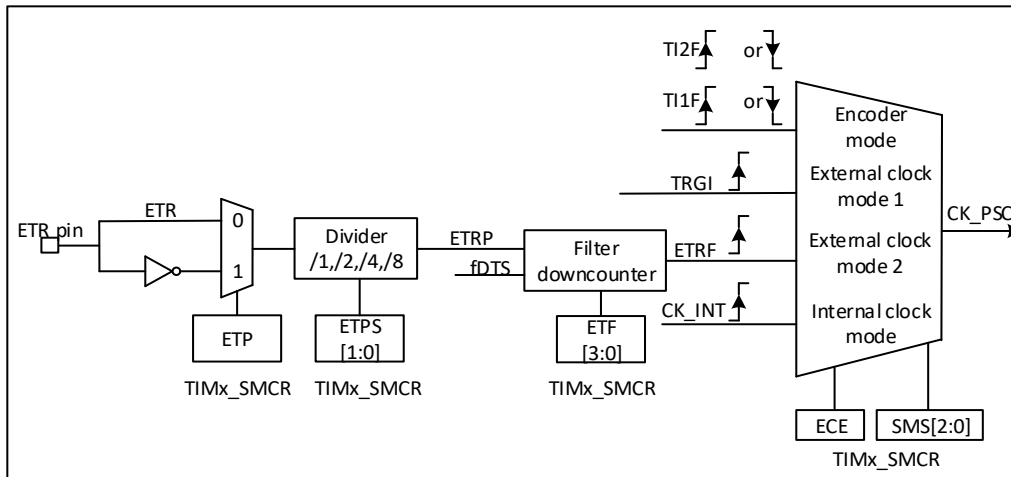 TI2F or
TI1F or
Encoder
mode
TRGI
External clock
mode 1
ETR_pin
ETR
0
1
Divider
/1,/2,/4,/8
ETRP
fDTS
Filter
downcounter
ETRF
External clock
mode 2
CK_PSC
CK_INT
Internal clock
mode
ETP
ETPS
[1:0]
ETF
[3:0]
TIMx_SMCR
TIMx_SMCR
TIMx_SMCR
ECE
SMS[2:0]
TIMx_SMCR